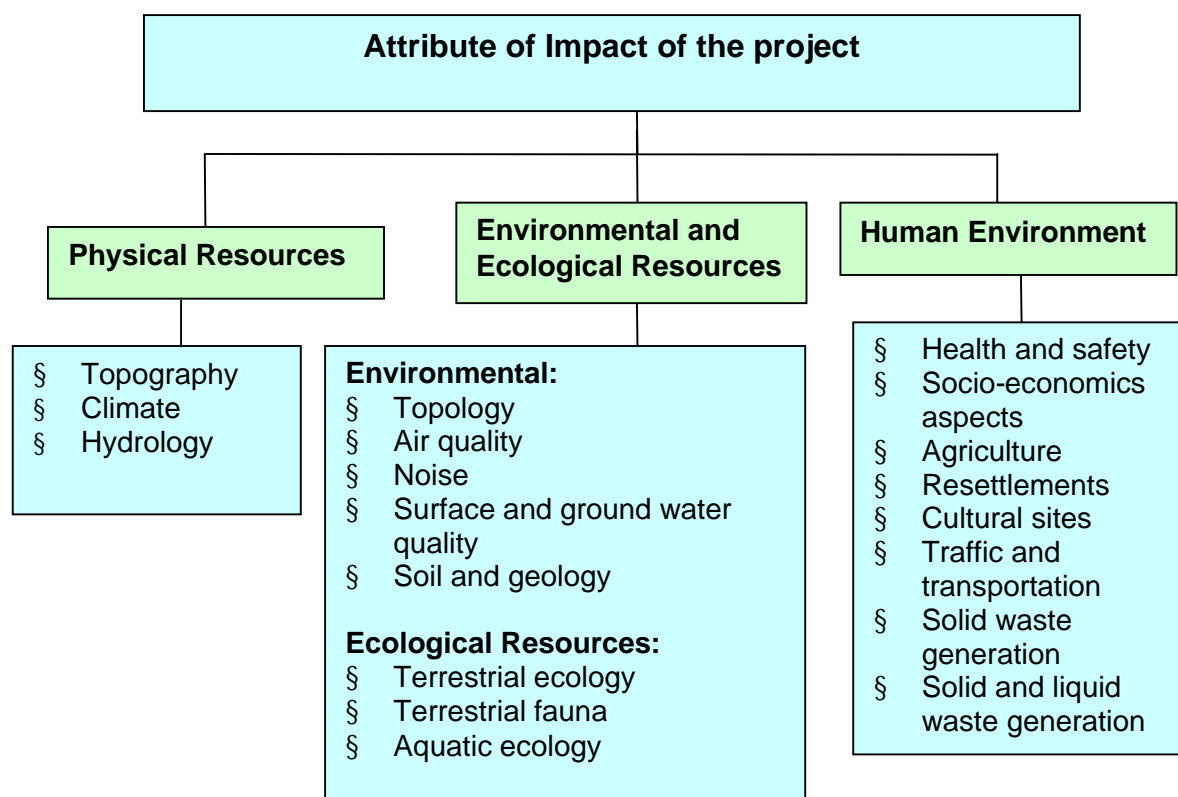 Attribute of Impact of the project
Physical Resources
Environmental and
Ecological Resources
Human Environment
§ Topography
§ Climate
§ Hydrology
Environmental:
§ Topology
§ Air quality
§ Noise
§ Surface and ground water
quality
§ Soil and geology
Ecological Resources:
§ Terrestrial ecology
§ Terrestrial fauna
§ Aquatic ecology
§ Health and safety
§ Socio-economics
aspects
§ Agriculture
§ Resettlements
§ Cultural sites
§ Traffic and
transportation
§ Solid waste
generation
§ Solid and liquid
waste generation